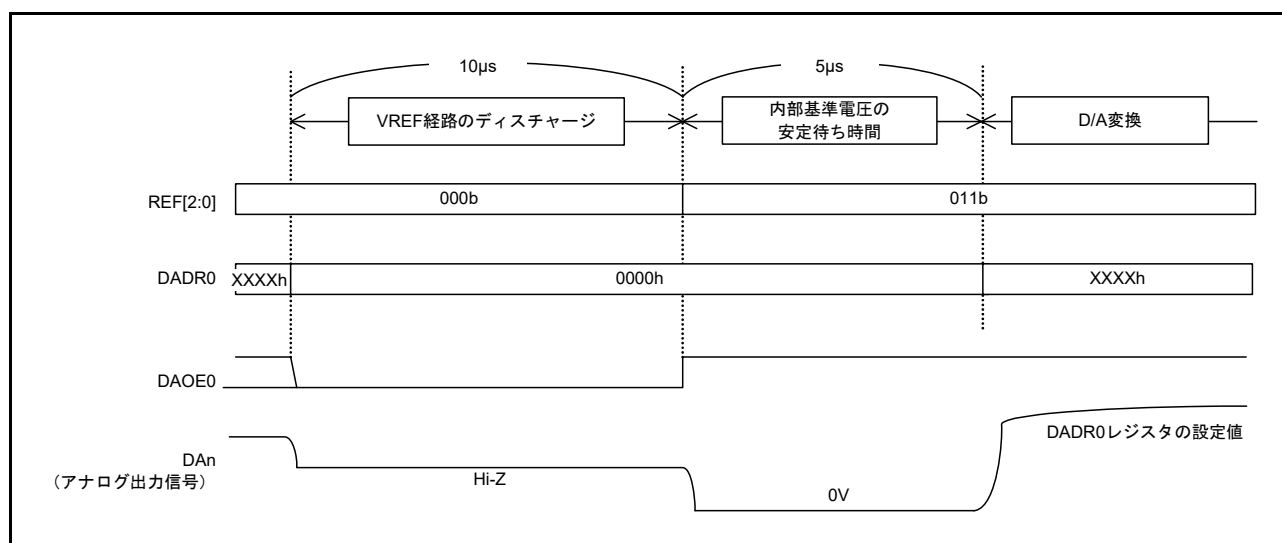 10µs
5µs
VREF経路のディスチャージ
内部基準電圧の
安定待ち時間
D/A変換
REF[2:0]
000b
011b
DADR0
XXXXh
0000h
XXXXh
DAOE0
DAn
(アナログ出力信号)
Hi-Z
0V
DADR0レジスタの設定値